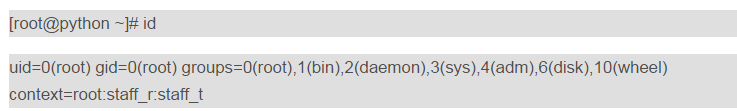 [root@python ~]# id
uid=0(root) gid=0(root) groups=0(root),1(bin),2(daemon),3(sys),4(adm),6(disk),10(wheel)
context=root:staff_r:staff_t